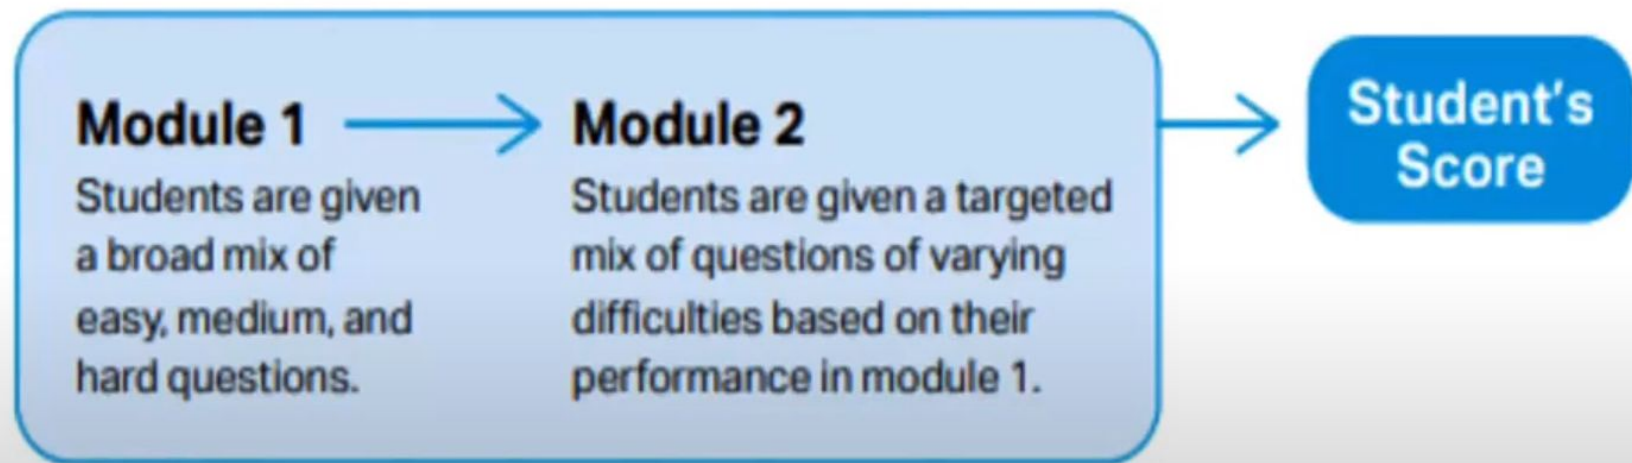 Module 1
Students are given
a broad mix of
easy, medium, and
hard questions.
Module 2
Students are given a targeted
mix of questions of varying
difficulties based on their
performance in module 1.
Student's
Score